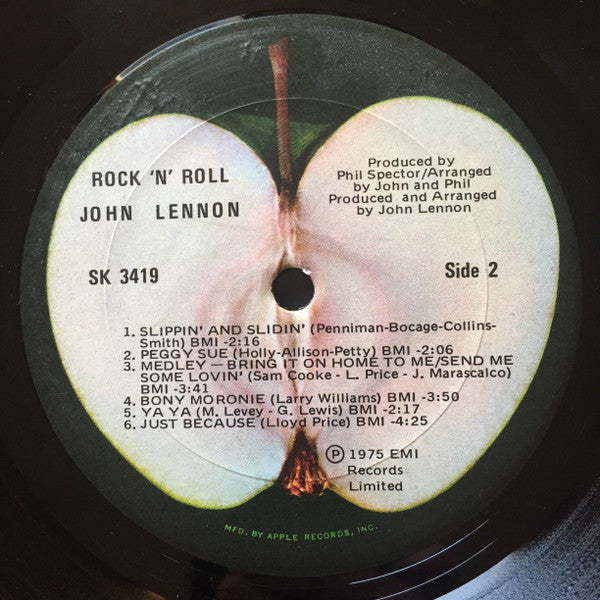 ROCK 'N' ROLL
JOHN LENNON
SK 3419
Produced by
Phil Spector/Arranged
by John and Phil
Produced and Arranged
by John Lennon
Side 2
1. SLIPPIN' AND SLIDIN' (Penniman-Bocage-Collins-
Smith) BMI -2:16
2. PEGGY SUE (Holly-Allison-Petty) BMI -2:06
3. MEDLEY — BRING IT ON HOME TO ME/SEND ME
SOME LOVIN' (Sam Cooke - L. Price - J. Marascalco)
BMI -3:41
4. BONY MORONIE (Larry Williams) BMI -3:50
5. YA YA (M. Levey - G. Lewis) BMI -2:17
6. JUST BECAUSE (Lloyd Price) BMI -4:25
Ⓟ 1975 EMI
Records
Limited
MFD. BY APPLE RECORDS, INC.